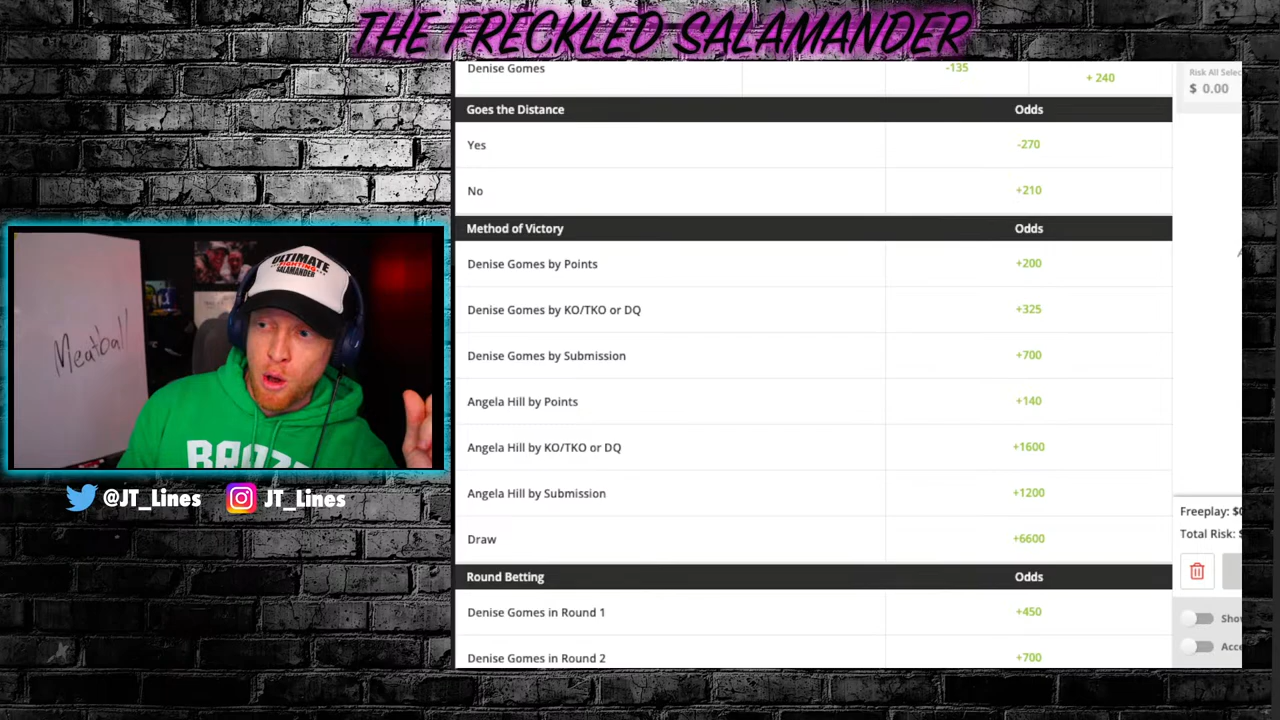 THE FRECKLED SALAMANDER
Denise Gomes -135 + 240
Risk All Selec
$ 0.00
Goes the Distance Odds
Yes -270
No +210
Method of Victory Odds
Denise Gomes by Points +200
Denise Gomes by KO/TKO or DQ +325
Denise Gomes by Submission +700
Angela Hill by Points +140
Angela Hill by KO/TKO or DQ +1600
Angela Hill by Submission +1200
Draw +6600
Round Betting Odds
Denise Gomes in Round 1 +450
Denise Gomes in Round 2 +700
Freeplay: $
Total Risk: $
Meatball
ULTIMATE
FIGHTING
SALAMANDER
@JT_Lines JT_Lines